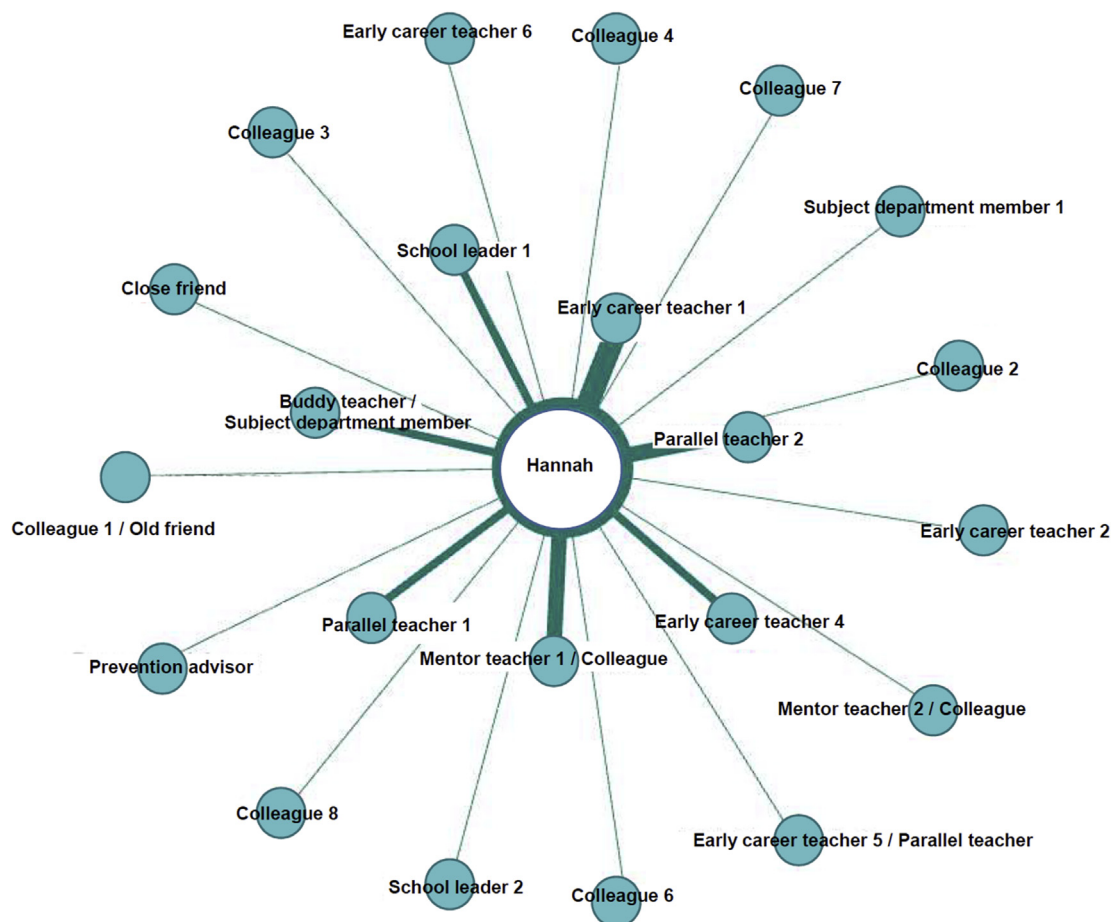 Early career teacher 6
Colleague 4
Colleague 7
Colleague 3
Subject department member 1
School leader 1
Close friend
Early career teacher 1
Colleague 2
Buddy teacher /
Subject department member
Parallel teacher 2
Hannah
Colleague 1 / Old friend
Early career teacher 2
Parallel teacher 1
Early career teacher 4
Mentor teacher 1 / Colleague
Prevention advisor
Mentor teacher 2 / Colleague
Colleague 8
Early career teacher 5 / Parallel teacher
School leader 2
Colleague 6